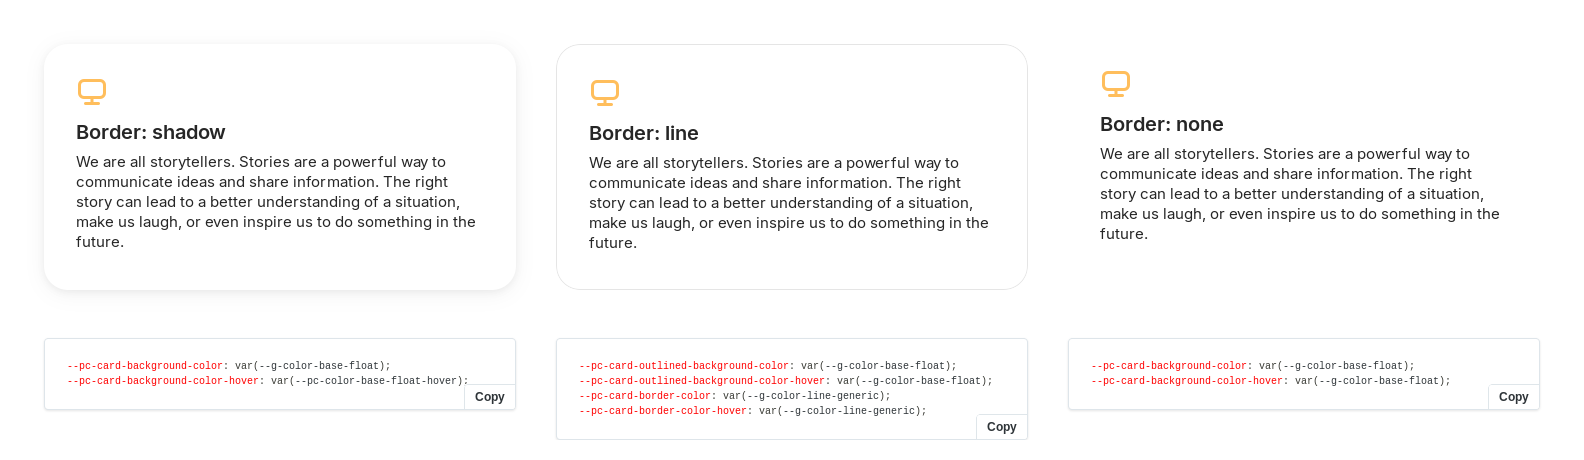 Border: shadow
We are all storytellers. Stories are a powerful way to
communicate ideas and share information. The right
story can lead to a better understanding of a situation,
make us laugh, or even inspire us to do something in the
future.
Border: line
We are all storytellers. Stories are a powerful way to
communicate ideas and share information. The right
story can lead to a better understanding of a situation,
make us laugh, or even inspire us to do something in the
future.
Border: none
We are all storytellers. Stories are a powerful way to
communicate ideas and share information. The right
story can lead to a better understanding of a situation,
make us laugh, or even inspire us to do something in the
future.
--pc-card-background-color: var(--g-color-base-float);
--pc-card-background-color-hover: var(--pc-color-base-float-hover);
Copy
--pc-card-outlined-background-color: var(--g-color-base-float);
--pc-card-outlined-background-color-hover: var(--g-color-base-float);
--pc-card-border-color: var(--g-color-line-generic);
--pc-card-border-color-hover: var(--g-color-line-generic);
Copy
--pc-card-background-color: var(--g-color-base-float);
--pc-card-background-color-hover: var(--g-color-base-float);
Copy